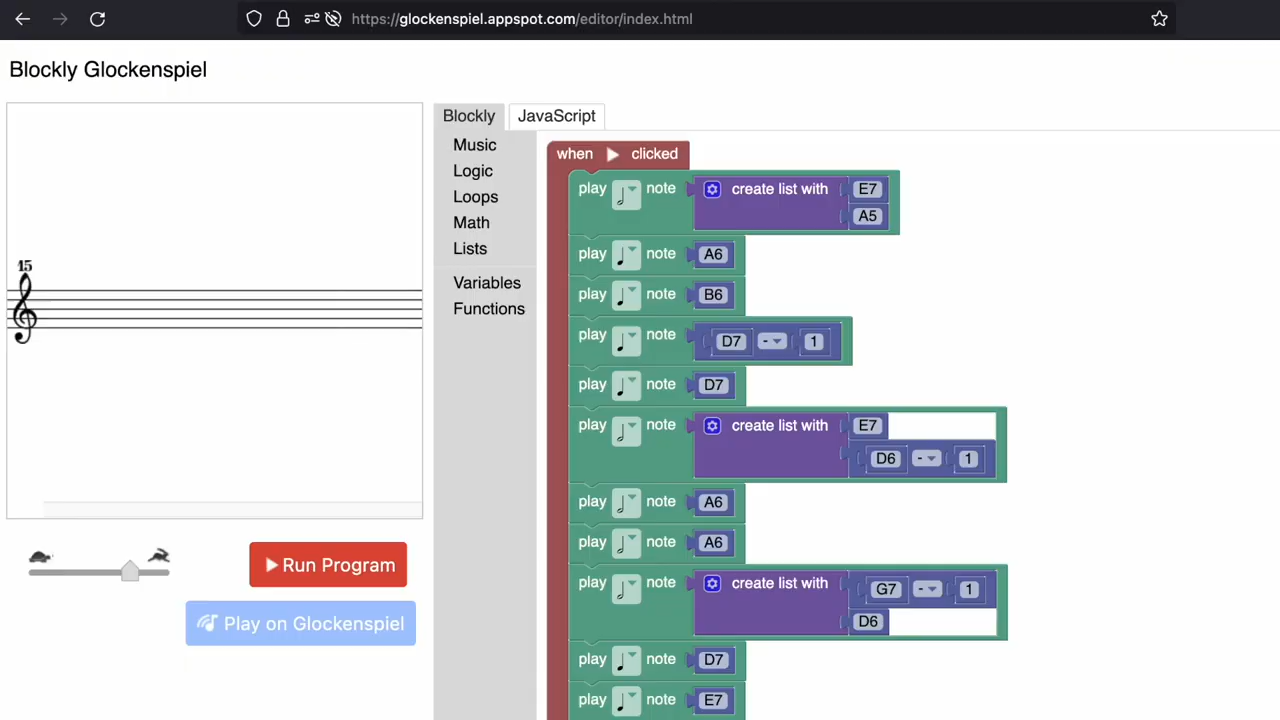 https://glockenspiel.appspot.com/editor/index.html
Blockly Glockenspiel
Blockly JavaScript
Music
Logic
Loops
Math
Lists
Variables
Functions
15
Run Program
Play on Glockenspiel
when clicked
play note create list with E7
A5
play note A6
play note B6
play note D7 - 1
play note D7
play note create list with E7
D6 - 1
play note A6
play note A6
play note create list with G7 - 1
D6
play note D7
play note E7